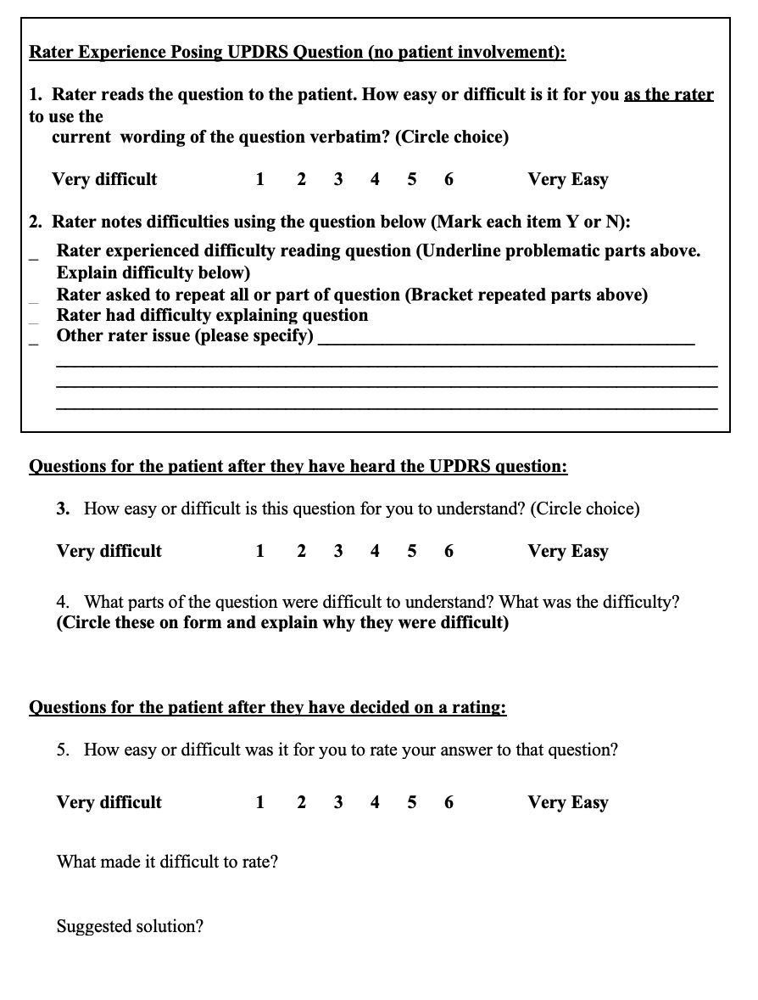 Rater Experience Posing UPDRS Question (no patient involvement):
1. Rater reads the question to the patient. How easy or difficult is it for you as the rater
to use the
current wording of the question verbatim? (Circle choice)
Very difficult 1 2 3 4 5 6 Very Easy
2. Rater notes difficulties using the question below (Mark each item Y or N):
_ Rater experienced difficulty reading question (Underline problematic parts above.
Explain difficulty below)
_ Rater asked to repeat all or part of question (Bracket repeated parts above)
_ Rater had difficulty explaining question
_ Other rater issue (please specify) ____________________
Questions for the patient after they have heard the UPDRS question:
3. How easy or difficult is this question for you to understand? (Circle choice)
Very difficult 1 2 3 4 5 6 Very Easy
4. What parts of the question were difficult to understand? What was the difficulty?
(Circle these on form and explain why they were difficult)
Questions for the patient after they have decided on a rating:
5. How easy or difficult was it for you to rate your answer to that question?
Very difficult 1 2 3 4 5 6 Very Easy
What made it difficult to rate?
Suggested solution?